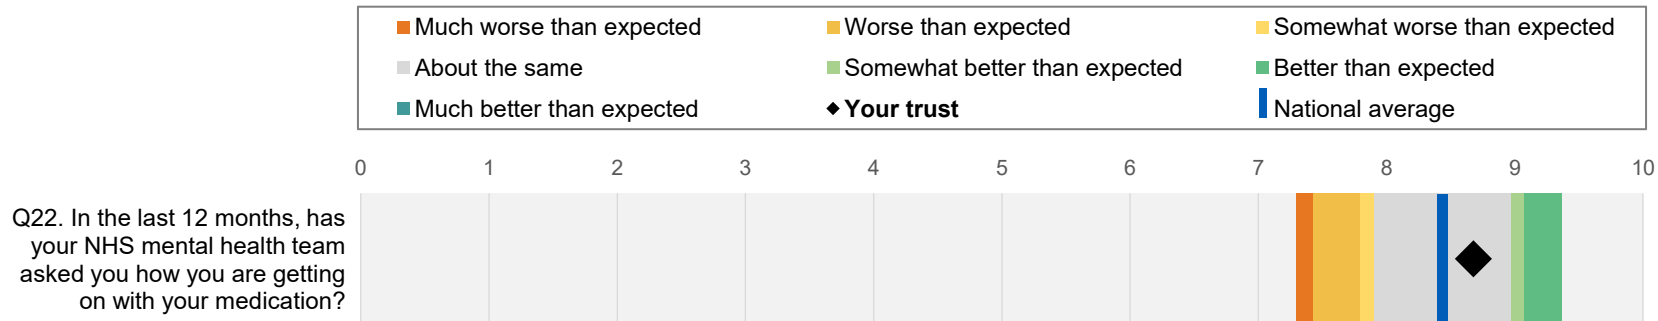 Much worse than expected
Worse than expected
Somewhat worse than expected
About the same
Somewhat better than expected
Better than expected
Much better than expected
Your trust
National average
0 1 2 3 4 5 6 7 8 9 10
Q22. In the last 12 months, has
your NHS mental health team
asked you how you are getting
on with your medication?